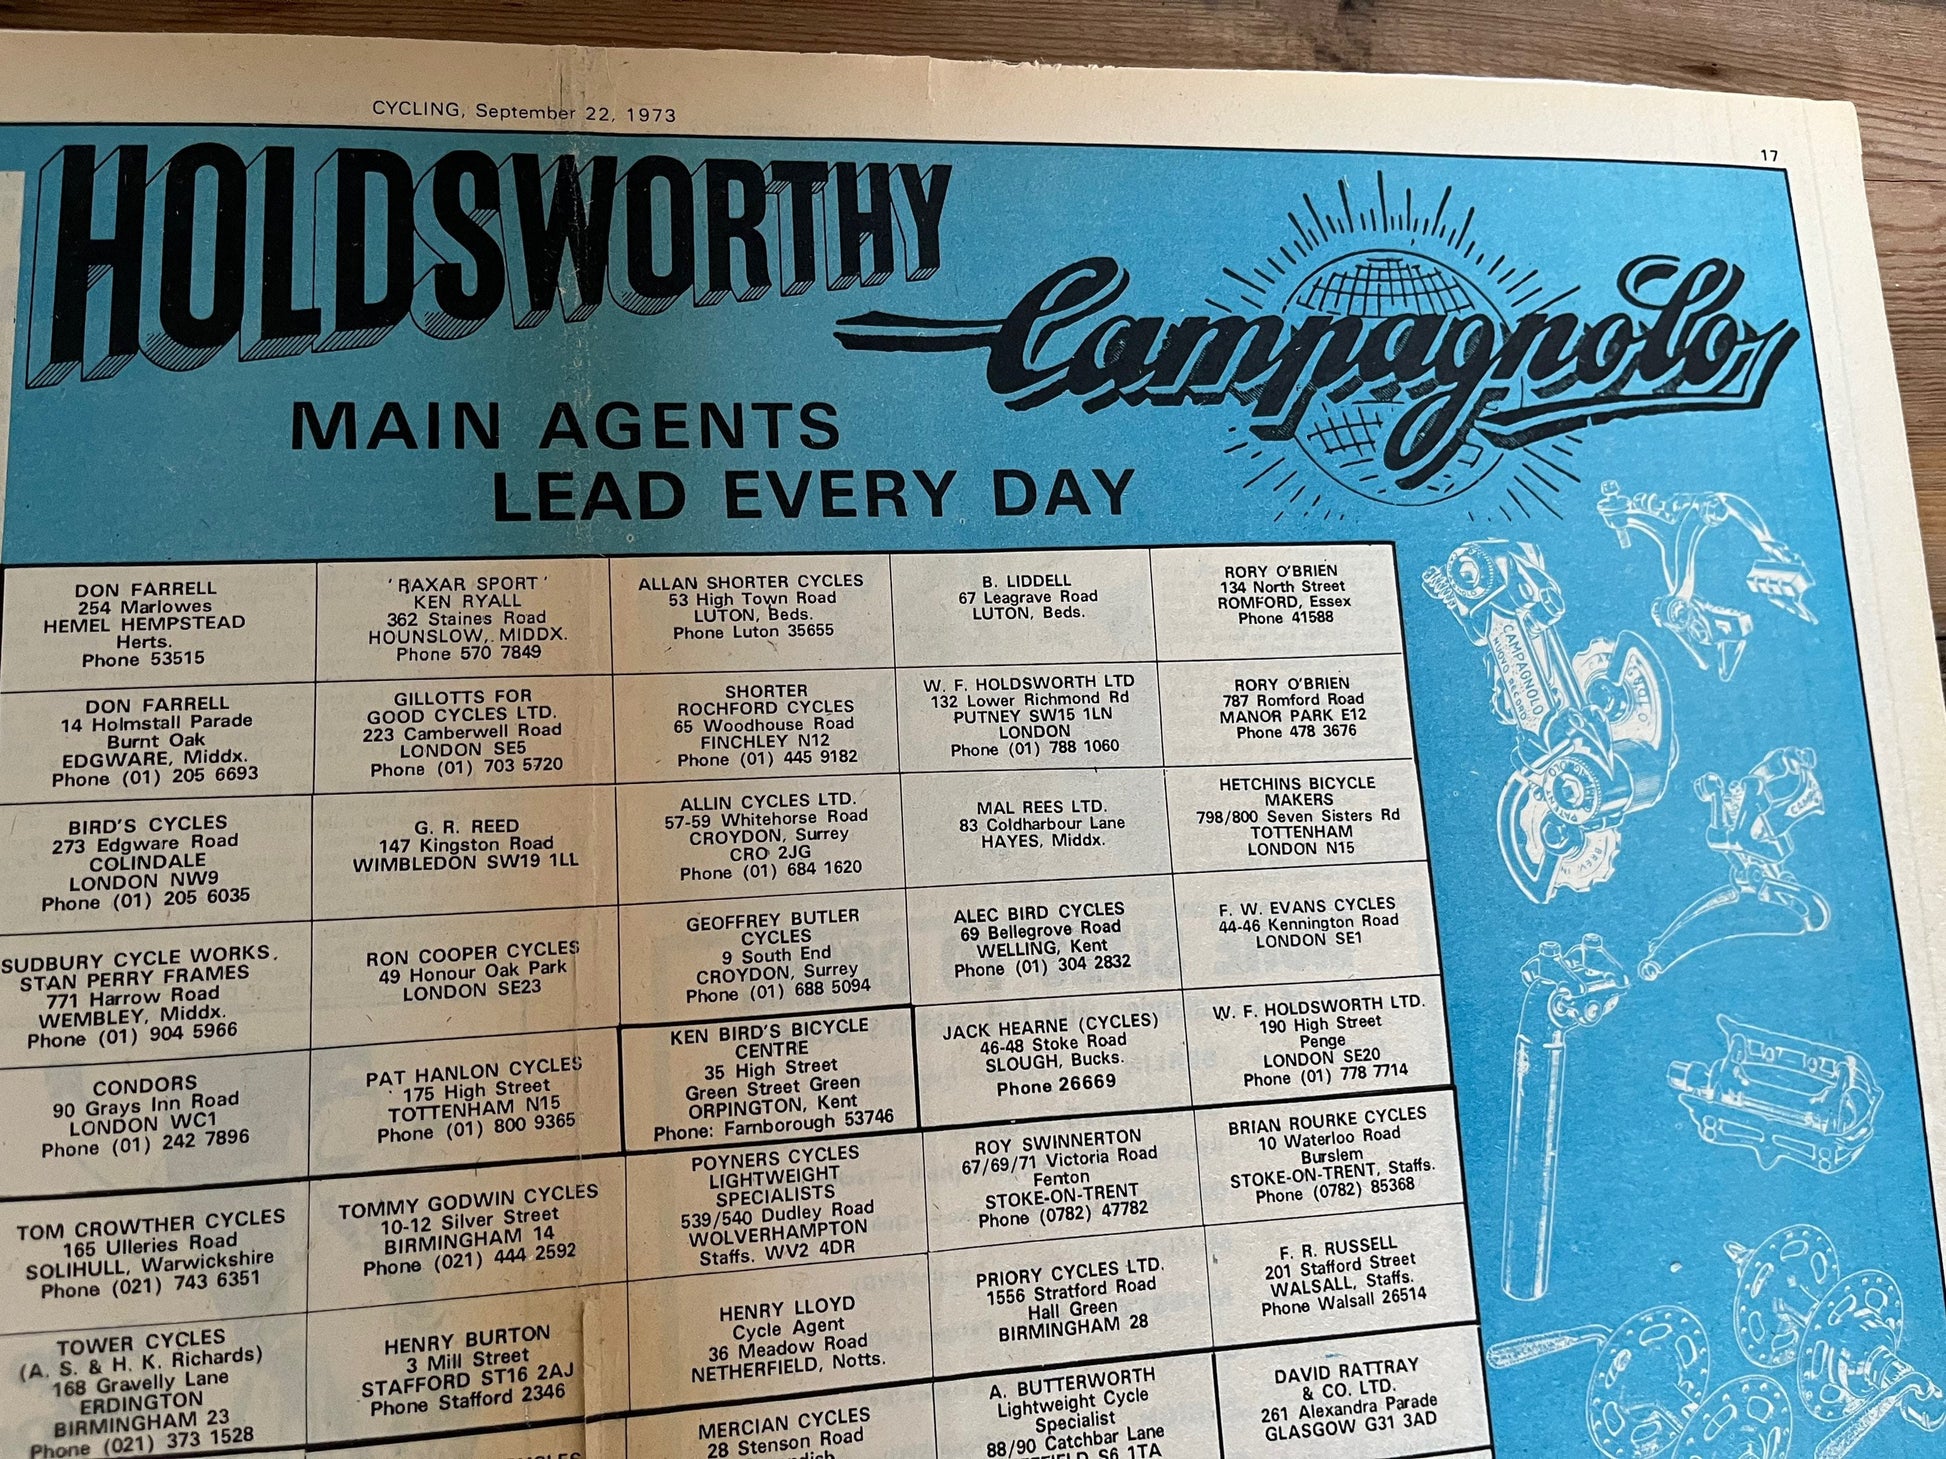 CYCLING, September 22, 1973
17
HOLDSWORTHY
Campagnolo
MAIN AGENTS
LEAD EVERY DAY
DON FARRELL
254 Marlowes
HEMEL HEMPSTEAD
Herts.
Phone 53515
'RAXAR SPORT'
KEN RYALL
362 Staines Road
HOUNSLOW, MIDDX.
Phone 570 7849
ALLAN SHORTER CYCLES
53 High Town Road
LUTON, Beds.
Phone Luton 35655
B. LIDDELL
67 Leagrave Road
LUTON, Beds.
RORY O'BRIEN
134 North Street
ROMFORD, Essex
Phone 41588
DON FARRELL
14 Holmstall Parade
Burnt Oak
EDGWARE, Middx.
Phone (01) 205 6693
GILLOTTS FOR
GOOD CYCLES LTD.
223 Camberwell Road
LONDON SE5
Phone (01) 703 5720
SHORTER
ROCHFORD CYCLES
65 Woodhouse Road
FINCHLEY N12
Phone (01) 445 9182
W. F. HOLDSWORTH LTD
132 Lower Richmond Rd
PUTNEY SW15 1LN
LONDON
Phone (01) 788 1060
RORY O'BRIEN
787 Romford Road
MANOR PARK E12
Phone 478 3676
BIRD'S CYCLES
273 Edgware Road
COLINDALE
LONDON NW9
Phone (01) 205 6035
G. R. REED
147 Kingston Road
WIMBLEDON SW19 1LL
ALLIN CYCLES LTD.
57-59 Whitehorse Road
CROYDON, Surrey
CRO 2JG
Phone (01) 684 1620
MAL REES LTD.
83 Coldharbour Lane
HAYES, Middx.
HETCHINS BICYCLE
MAKERS
798/800 Seven Sisters Rd
TOTTENHAM
LONDON N15
SUDBURY CYCLE WORKS,
STAN PERRY FRAMES
771 Harrow Road
WEMBLEY, Middx.
Phone (01) 904 5966
RON COOPER CYCLES
49 Honour Oak Park
LONDON SE23
GEOFFREY BUTLER
CYCLES
9 South End
CROYDON, Surrey
Phone (01) 688 5094
ALEC BIRD CYCLES
69 Bellegrove Road
WELLING, Kent
Phone (01) 304 2832
F. W. EVANS CYCLES
44-46 Kennington Road
LONDON SE1
CONDORS
90 Grays Inn Road
LONDON WC1
Phone (01) 242 7896
PAT HANLON CYCLES
175 High Street
TOTTENHAM N15
Phone (01) 800 9365
KEN BIRD'S BICYCLE
CENTRE
35 High Street
Green Street Green
ORPINGTON, Kent
Phone: Farnborough 53746
JACK HEARNE (CYCLES)
46-48 Stoke Road
SLOUGH, Bucks.
Phone 26669
W. F. HOLDSWORTH LTD.
190 High Street
Penge
LONDON SE20
Phone (01) 778 7714
TOM CROWTHER CYCLES
165 Ulleries Road
SOLIHULL, Warwickshire
Phone (021) 743 6351
TOMMY GODWIN CYCLES
10-12 Silver Street
BIRMINGHAM 14
Phone (021) 444 2592
POYNERS CYCLES
LIGHTWEIGHT
SPECIALISTS
539/540 Dudley Road
WOLVERHAMPTON
Staffs. WV2 4DR
ROY SWINNERTON
67/69/71 Victoria Road
Fenton
STOKE-ON-TRENT
Phone (0782) 47782
BRIAN ROURKE CYCLES
10 Waterloo Road
Burslem
STOKE-ON-TRENT, Staffs.
Phone (0782) 85368
TOWER CYCLES
(A. S. & H. K. Richards)
168 Gravelly Lane
ERDINGTON
BIRMINGHAM 23
Phone (021) 373 1528
HENRY BURTON
3 Mill Street
STAFFORD ST16 2AJ
Phone Stafford 2346
HENRY LLOYD
Cycle Agent
36 Meadow Road
NETHERFIELD, Notts.
PRIORY CYCLES LTD.
1556 Stratford Road
Hall Green
BIRMINGHAM 28
F. R. RUSSELL
201 Stafford Street
WALSALL, Staffs.
Phone Walsall 26514
MERCIAN CYCLES
28 Stenson Road
A. BUTTERWORTH
Lightweight Cycle
Specialist
88/90 Catchbar Lane
S6 1TA
DAVID RATTRAY
& CO. LTD.
261 Alexandra Parade
GLASGOW G31 3AD
CAMPAGNOLO
NUOVO RECORD